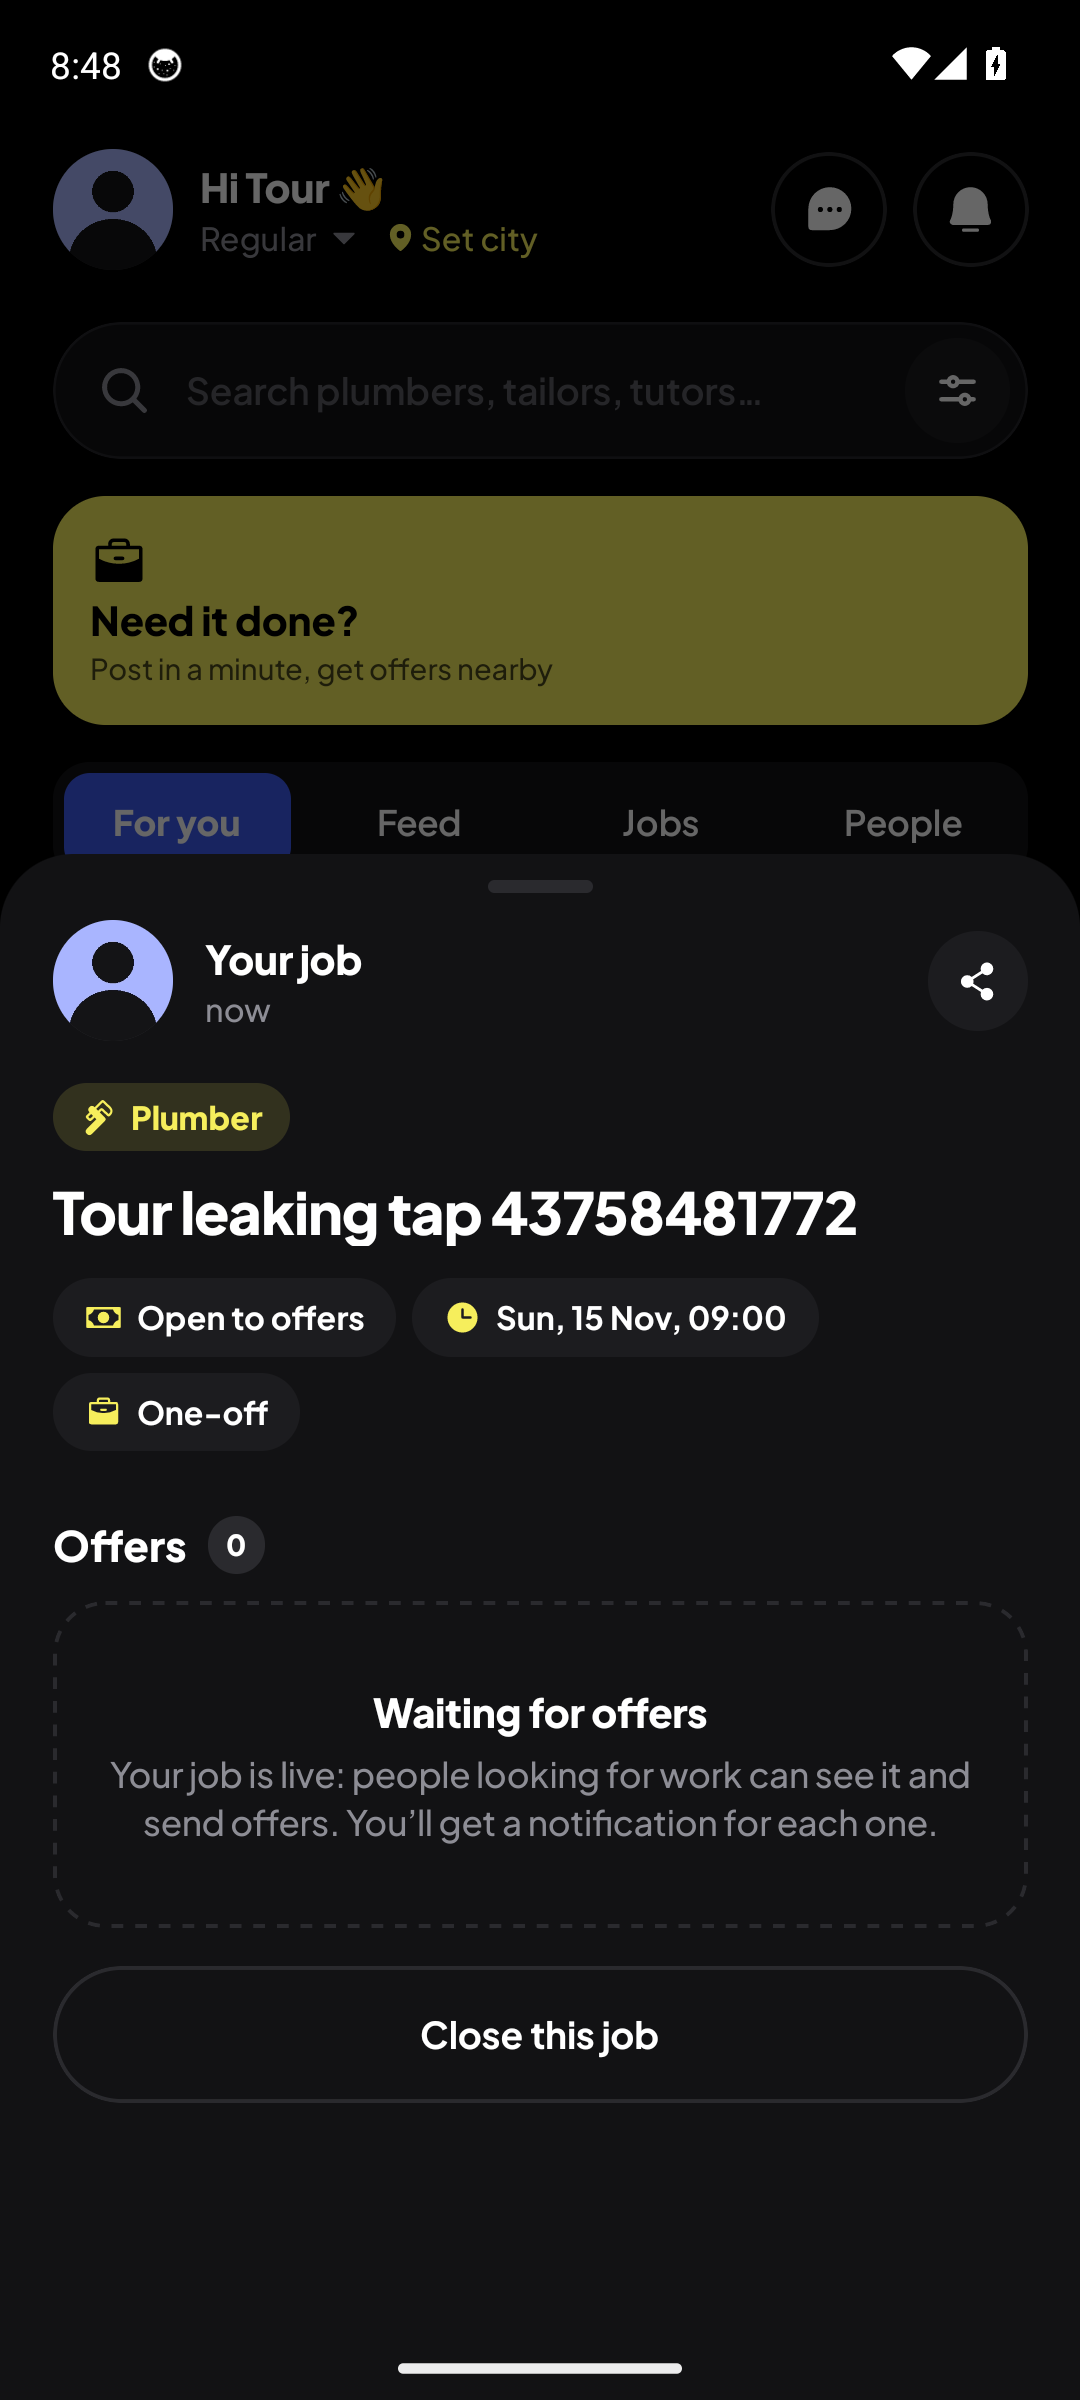 8:48
Hi Tour 👋
Regular
Set city
Search plumbers, tailors, tutors...
Need it done?
Post in a minute, get offers nearby
For you
Feed
Jobs
People
Your job
now
Plumber
Tour leaking tap 43758481772
Open to offers
Sun, 15 Nov, 09:00
One-off
Offers
0
Waiting for offers
Your job is live: people looking for work can see it and
send offers. You’ll get a notification for each one.
Close this job